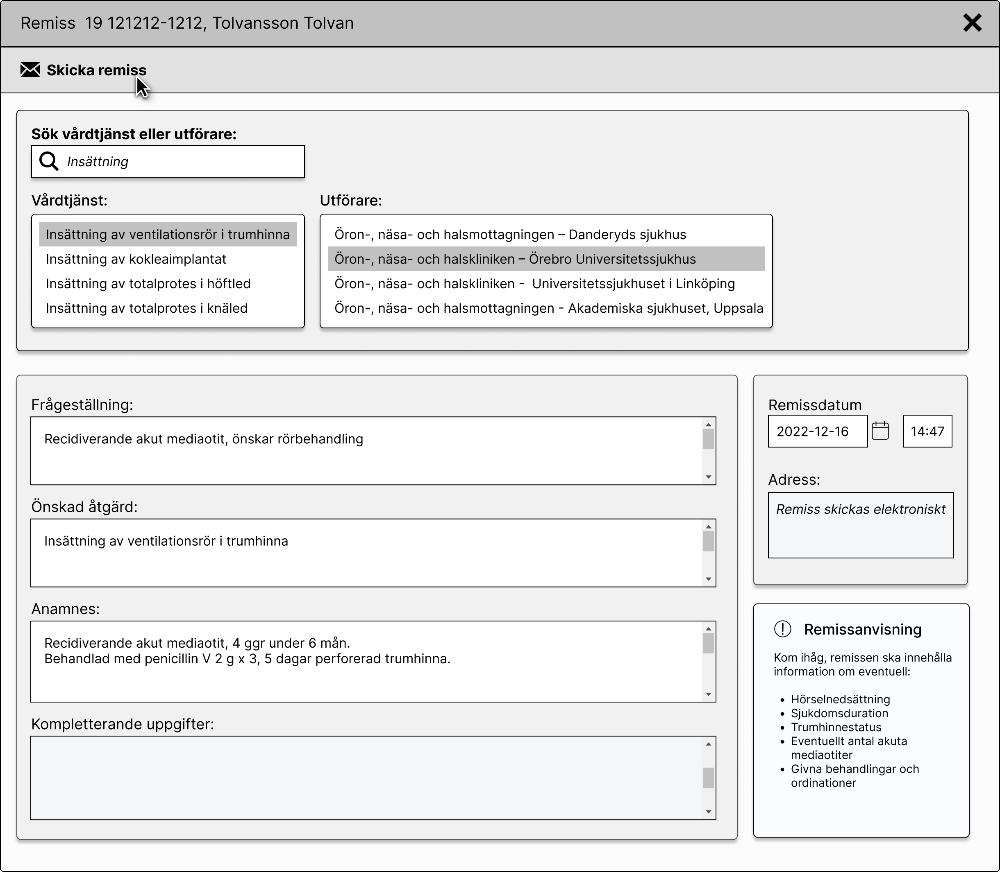 Remiss  19 121212-1212, Tolvansson Tolvan
Skicka remiss
Sök vårdtjänst eller utförare:
Insättning
Vårdtjänst:
Insättning av ventilationsrör i trumhinna
Insättning av kokleaimplantat
Insättning av totalprotes i höftled
Insättning av totalprotes i knäled
Utförare:
Öron-, näsa- och halsmottagningen – Danderyds sjukhus
Öron-, näsa- och halskliniken – Örebro Universitetssjukhus
Öron-, näsa- och halskliniken -  Universitetssjukhuset i Linköping
Öron-, näsa- och halsmottagningen - Akademiska sjukhuset, Uppsala
Frågeställning:
Recidiverande akut mediaotit, önskar rörbehandling
Önskad åtgärd:
Insättning av ventilationsrör i trumhinna
Anamnes:
Recidiverande akut mediaotit, 4 ggr under 6 mån.
Behandlad med penicillin V 2 g x 3, 5 dagar perforerad trumhinna.
Kompletterande uppgifter:
Remissdatum
2022-12-16
14:47
Adress:
Remiss skickas elektroniskt
Remissanvisning
Kom ihåg, remissen ska innehålla
information om eventuell:
• Hörselnedsättning
• Sjukdomsduration
• Trumhinnestatus
• Eventuellt antal akuta
mediaotiter
• Givna behandlingar och
ordinationer